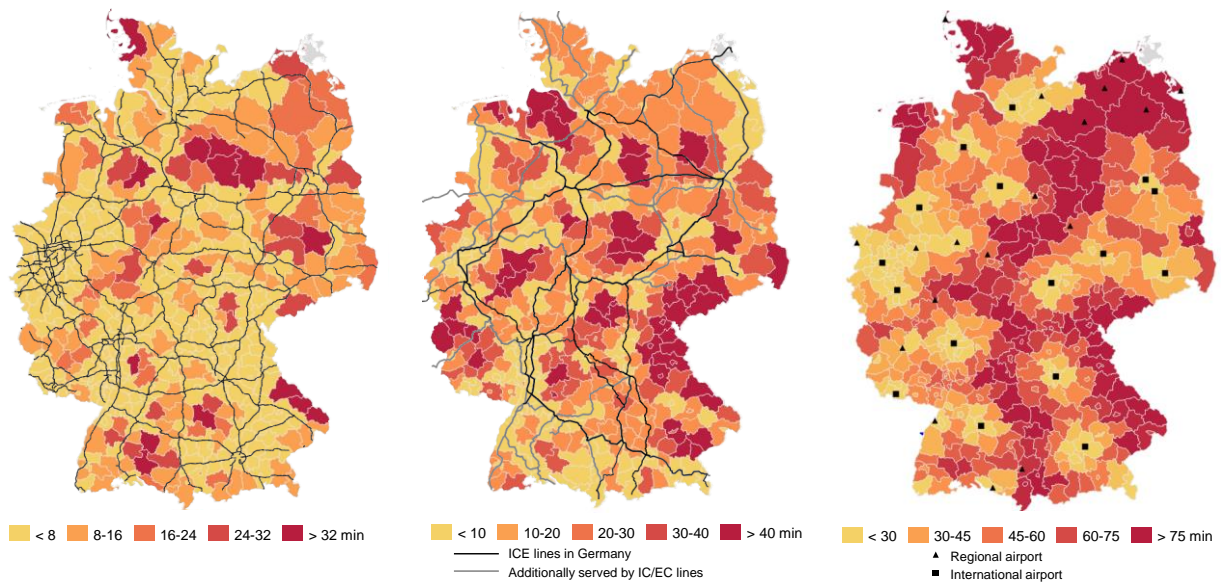 < 8 8-16 16-24 24-32 > 32 min
< 10 10-20 20-30 30-40 > 40 min
ICE lines in Germany
Additionally served by IC/EC lines
< 30 30-45 45-60 60-75 > 75 min
Regional airport
International airport